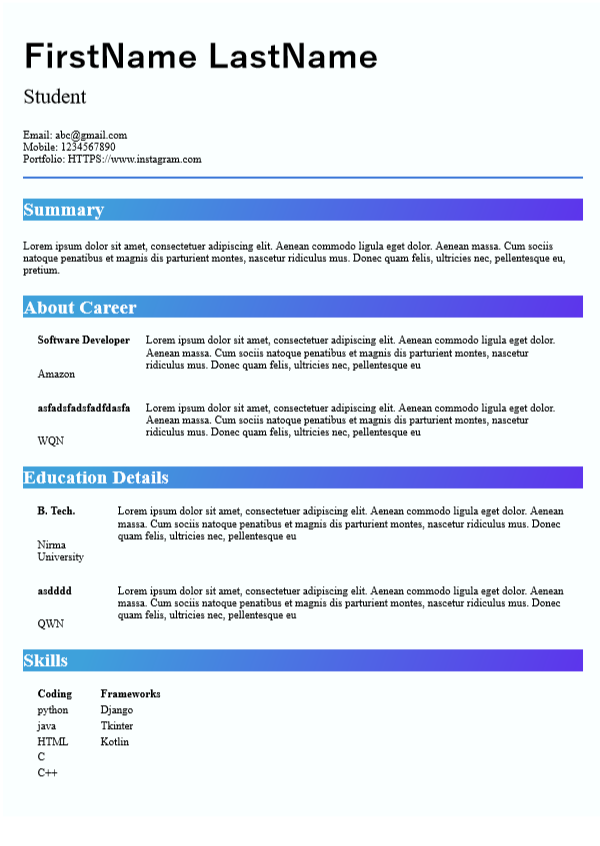 FirstName LastName
Student
Email: abc@gmail.com
Mobile: 1234567890
Portfolio: HTTPS://www.instagram.com
Summary
Lorem ipsum dolor sit amet, consectetuer adipiscing elit. Aenean commodo ligula eget dolor. Aenean massa. Cum sociis
natoque penatibus et magnis dis parturient montes, nascetur ridiculus mus. Donec quam felis, ultricies nec, pellentesque eu,
pretium.
About Career
Software Developer
Lorem ipsum dolor sit amet, consectetuer adipiscing elit. Aenean commodo ligula eget dolor.
Aenean massa. Cum sociis natoque penatibus et magnis dis parturient montes, nascetur
ridiculus mus. Donec quam felis, ultricies nec, pellentesque eu
Amazon
asfadsfadsfadfdasfa
Lorem ipsum dolor sit amet, consectetuer adipiscing elit. Aenean commodo ligula eget dolor.
Aenean massa. Cum sociis natoque penatibus et magnis dis parturient montes, nascetur
ridiculus mus. Donec quam felis, ultricies nec, pellentesque eu
WQN
Education Details
B. Tech.
Lorem ipsum dolor sit amet, consectetuer adipiscing elit. Aenean commodo ligula eget dolor. Aenean
massa. Cum sociis natoque penatibus et magnis dis parturient montes, nascetur ridiculus mus. Donec
quam felis, ultricies nec, pellentesque eu
Nirma
University
asdddd
Lorem ipsum dolor sit amet, consectetuer adipiscing elit. Aenean commodo ligula eget dolor. Aenean
massa. Cum sociis natoque penatibus et magnis dis parturient montes, nascetur ridiculus mus. Donec
quam felis, ultricies nec, pellentesque eu
QWN
Skills
Coding Frameworks
python Django
java Tkinter
HTML Kotlin
C
C++